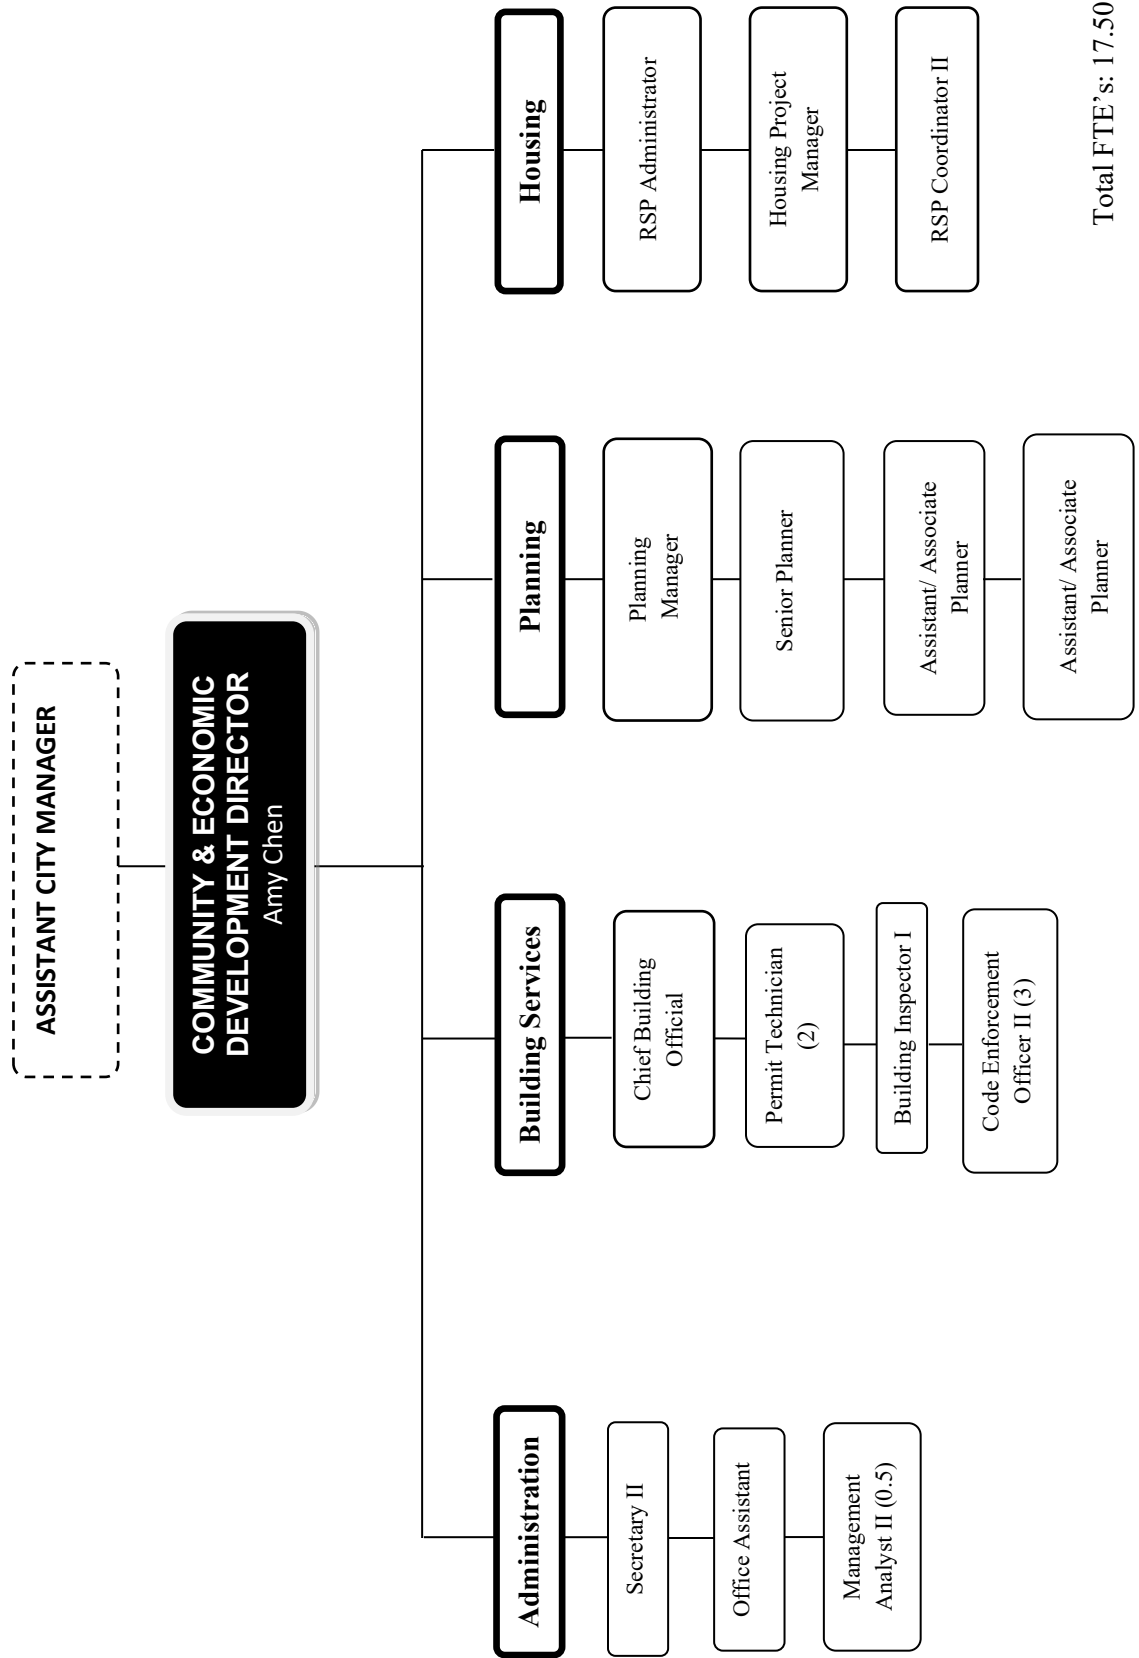 ASSISTANT CITY MANAGER
COMMUNITY & ECONOMIC
DEVELOPMENT DIRECTOR
Amy Chen
Administration
Secretary II
Office Assistant
Management
Analyst II (0.5)
Building Services
Chief Building
Official
Permit Technician
(2)
Building Inspector I
Code Enforcement
Officer II (3)
Planning
Planning
Manager
Senior Planner
Assistant/ Associate
Planner
Assistant/ Associate
Planner
Housing
RSP Administrator
Housing Project
Manager
RSP Coordinator II
Total FTE’s: 17.50